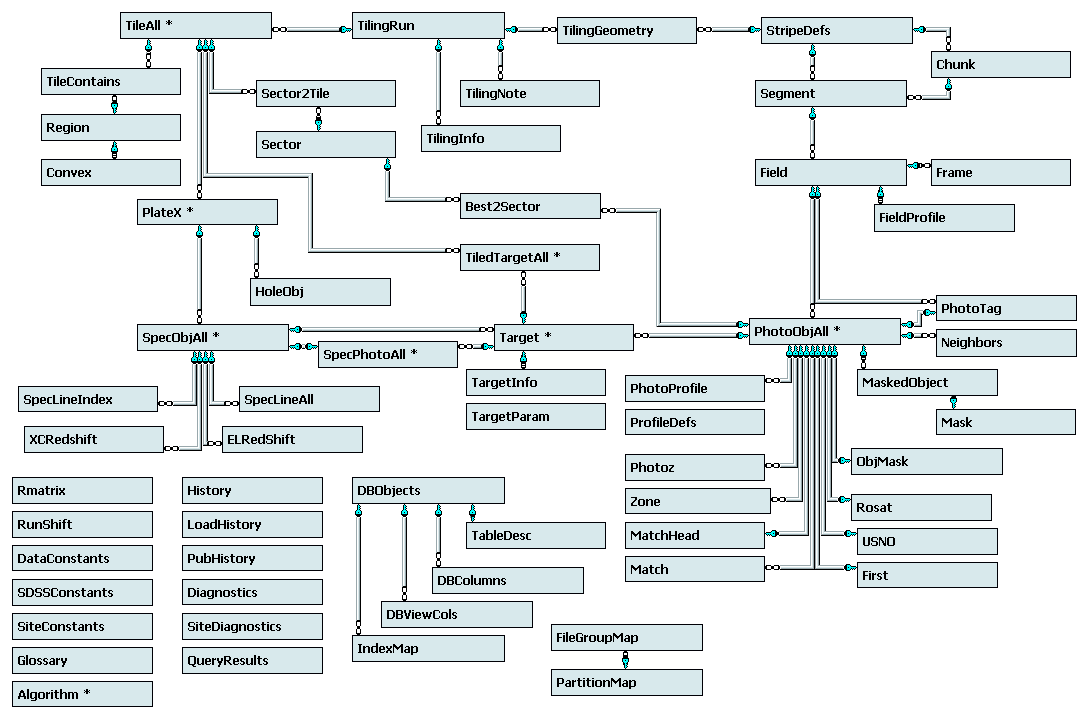 TileAll *
TilingRun
TilingGeometry
StripeDefs
Chunk
TileContains
Sector2Tile
TilingNote
Segment
Region
Sector
TilingInfo
Convex
Field
Frame
PlateX *
Best2Sector
FieldProfile
TiledTargetAll *
HoleObj
PhotoTag
SpecObjAll *
Target *
PhotoObjAll *
Neighbors
SpecPhotoAll *
TargetInfo
PhotoProfile
MaskedObject
SpecLineIndex
SpecLineAll
TargetParam
ProfileDefs
Mask
XCRedshift
ELRedShift
Photoz
ObjMask
Rmatrix
History
DBObjects
Zone
Rosat
RunShift
LoadHistory
TableDesc
MatchHead
USNO
DataConstants
PubHistory
DBColumns
Match
First
SDSSConstants
Diagnostics
DBViewCols
SiteConstants
SiteDiagnostics
IndexMap
FileGroupMap
Glossary
QueryResults
PartitionMap
Algorithm *